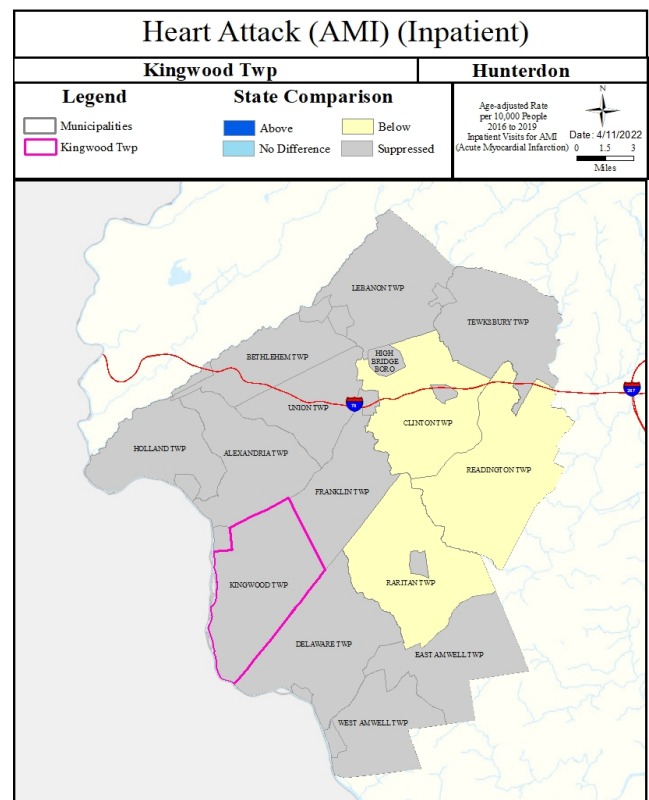 Heart Attack (AMI) (Inpatient)
Kingwood Twp
Hunterdon
Legend
Municipalities
Kingwood Twp
State Comparison
Above
Below
No Difference
Suppressed
Age-adjusted Rate
per 10,000 People
2016 to 2019
Inpatient Visits for AMI
(Acute Myocardial Infarction)
N
Date: 4/11/2022
0 1.5 3
Miles
LEBANON TWP
TEWKSBURY TWP
HIGH
BRIDGE
BORO
BETHLEHEM TWP
78
287
UNION TWP
CLINTON TWP
HOLLAND TWP
ALEXANDRIA TWP
READINGTON TWP
FRANKLIN TWP
KINGWOOD TWP
RARITAN TWP
DELAWARE TWP
EAST AMWELL TWP
WEST AMWELL TWP